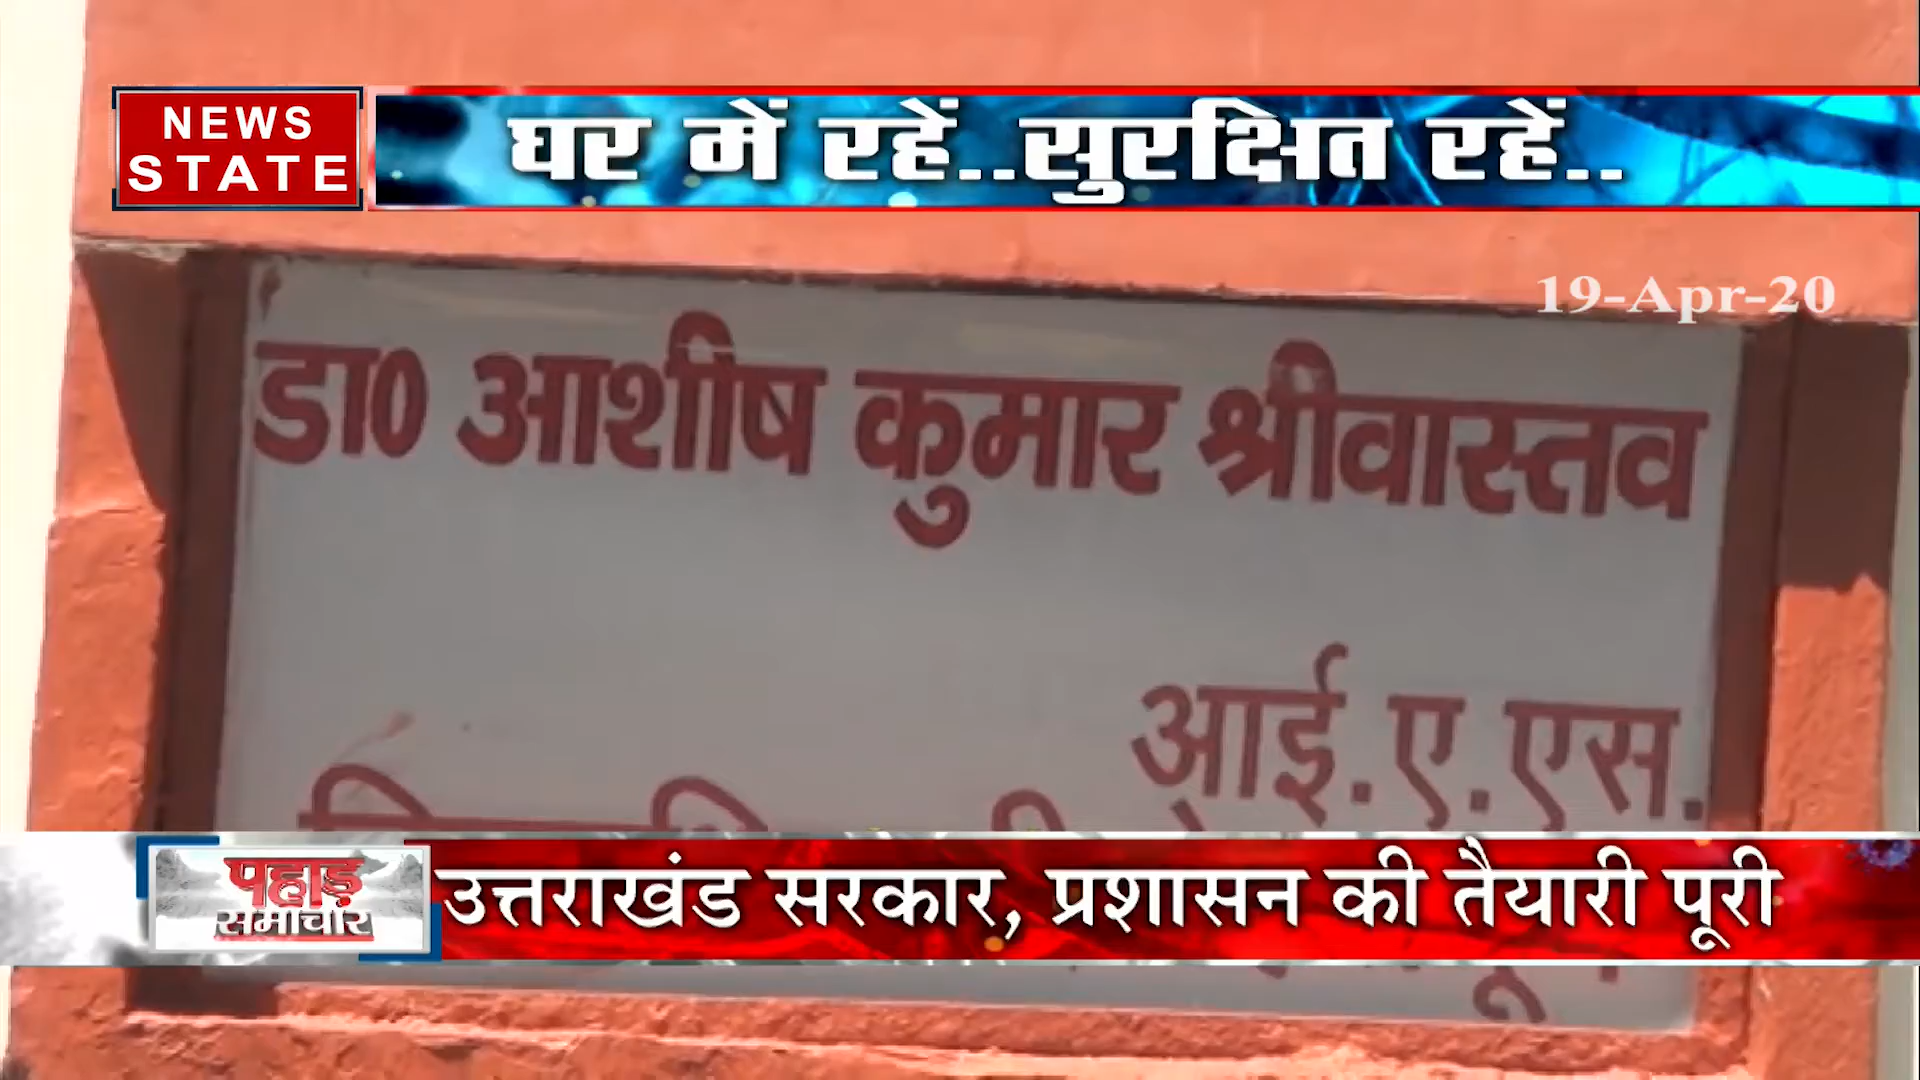 NEWS
STATE
घर में रहें..सुरक्षित रहें..
19-Apr-20
डा० आशीष कुमार श्रीवास्तव
आई.ए.एस.
पहाड़
समाचार
उत्तराखंड सरकार, प्रशासन की तैयारी पूरी